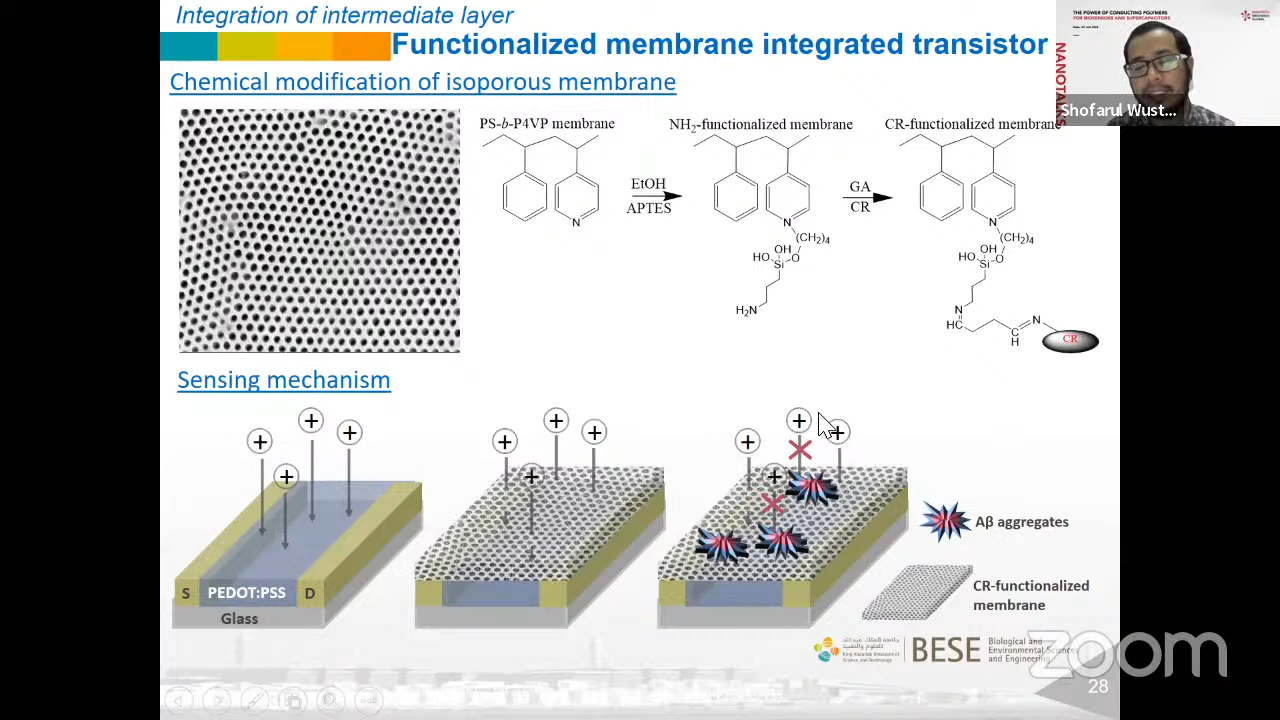 Integration of intermediate layer
Functionalized membrane integrated transistor
Chemical modification of isoporous membrane
THE POWER OF CONDUCTING POLYMERS
FOR BIOSENSORS AND SUPERCAPACITORS
NANOTALKS
Shofarul Wust...
PS-b-P4VP membrane
NH2-functionalized membrane
CR-functionalized membrane
EtOH
APTES
GA
CR
N
N
(CH2)4
OH
HO
Si
O
H2N
N
(CH2)4
OH
HO
Si
O
N
HC
N
C
H
CR
Sensing mechanism
+ + + +
+ + + +
+ + + +
Aβ aggregates
CR-functionalized
membrane
S
PEDOT:PSS
D
Glass
BESE
Biological and
Environmental Science
and Engineering
zoom
28